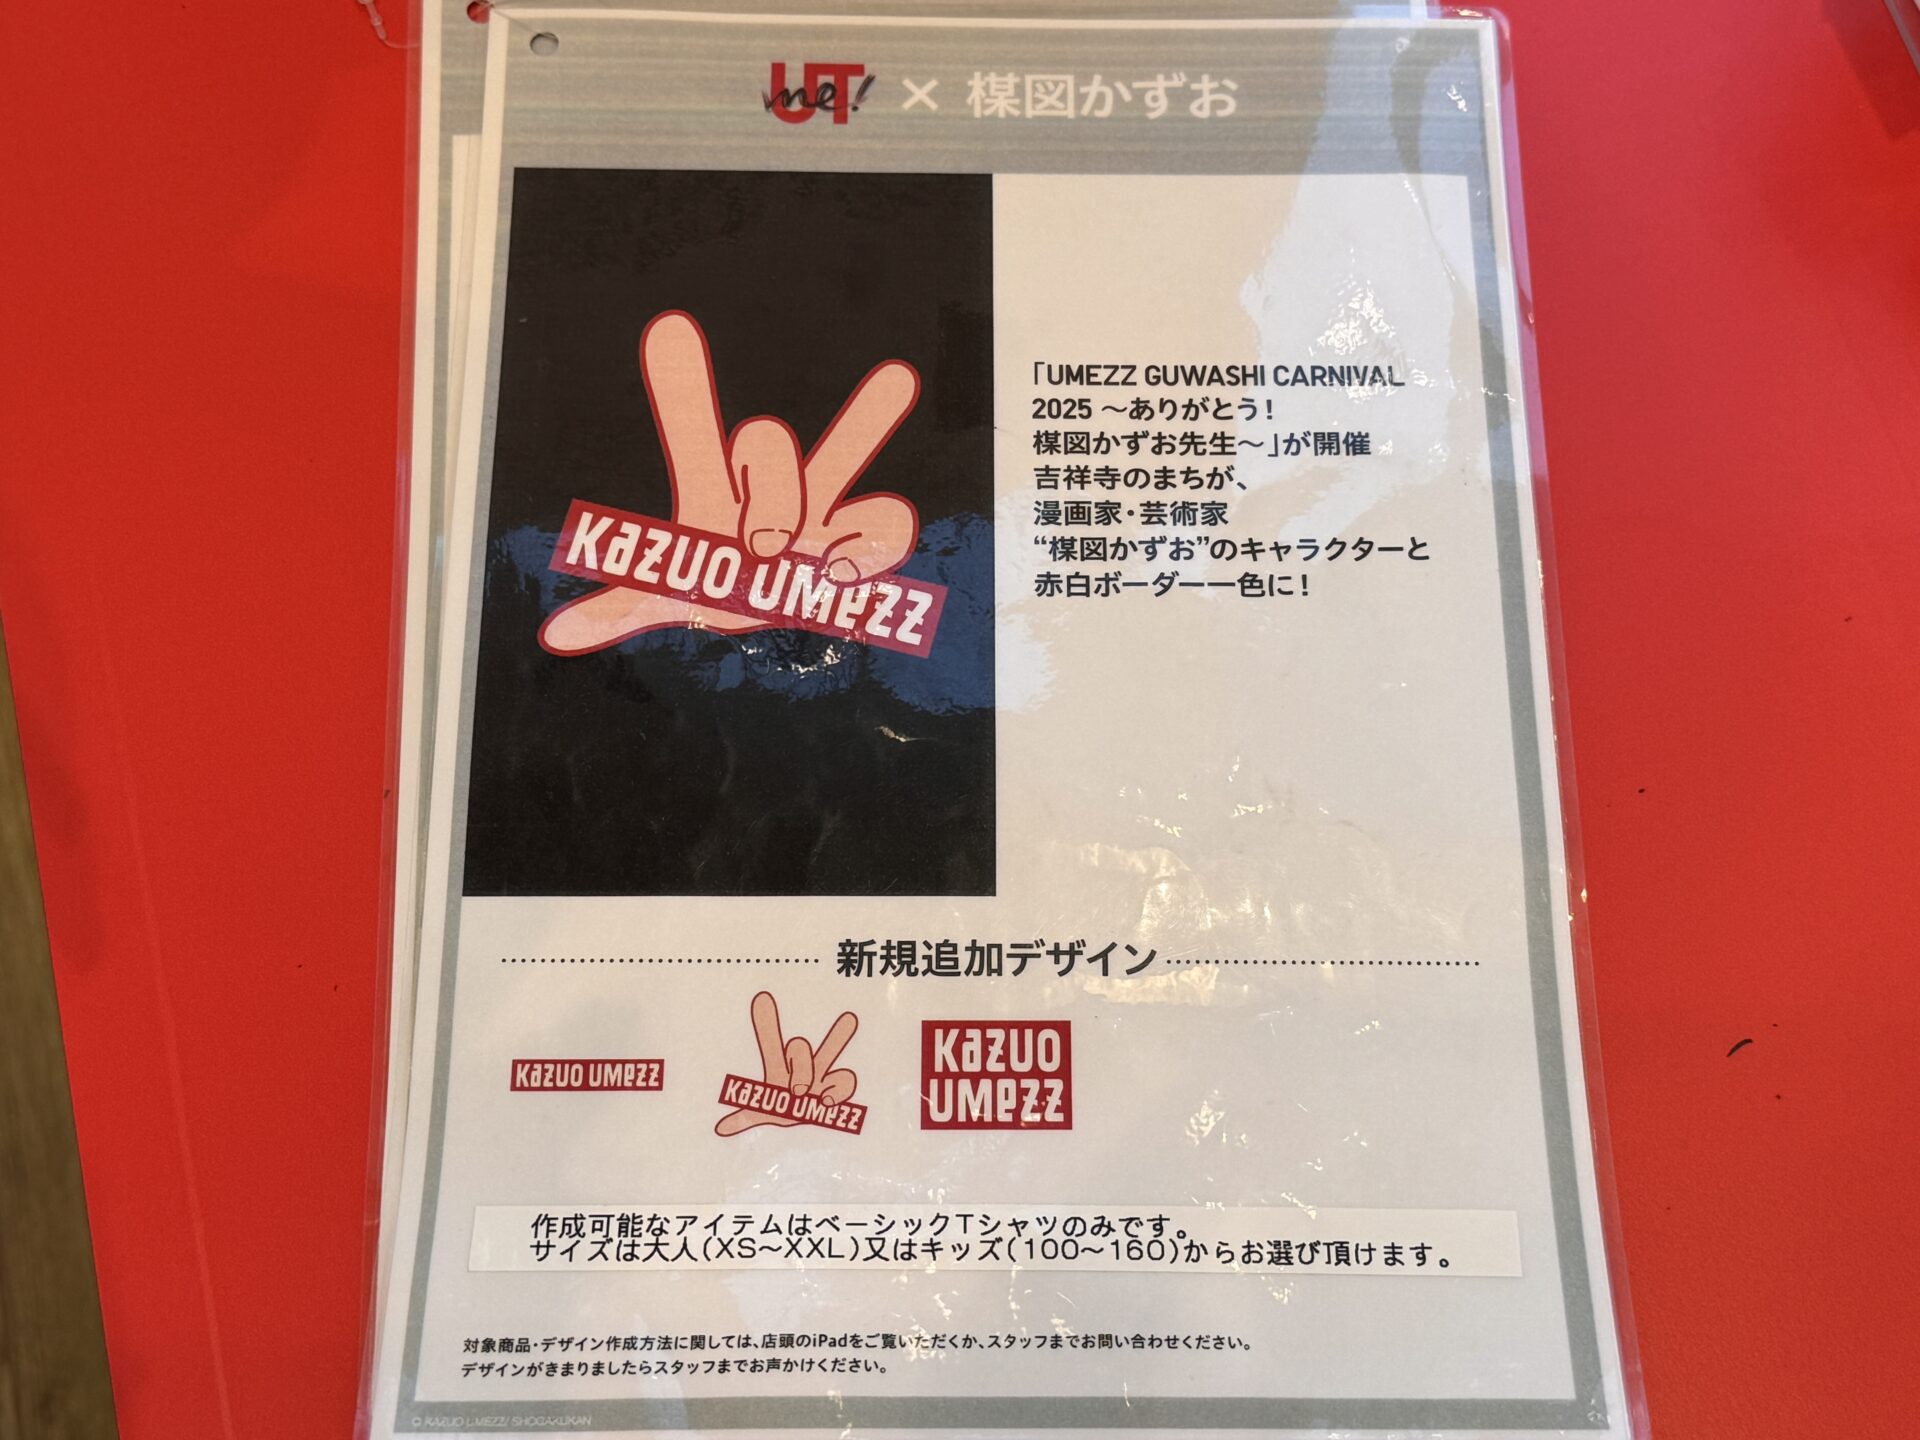 UT me! × 楳図かずお
「UMEZZ GUWASHI CARNIVAL
2025 ～ありがとう!
楳図かずお先生～」が開催
吉祥寺のまちが、
漫画家・芸術家
“楳図かずお”のキャラクターと
赤白ボーダー一色に!
KAZUO UMEZZ
新規追加デザイン
KAZUO UMEZZ
KAZUO UMEZZ
KAZUO
UMEZZ
作成可能なアイテムはベーシックTシャツのみです。
サイズは大人(XS～XXL)又はキッズ(100～160)からお選び頂けます。
対象商品・デザイン作成方法に関しては、店頭のiPadをご覧いただくか、スタッフまでお問い合わせください。
デザインがきまりましたらスタッフまでお声かけください。
© KAZUO UMEZZ/ SHOGAKUKAN